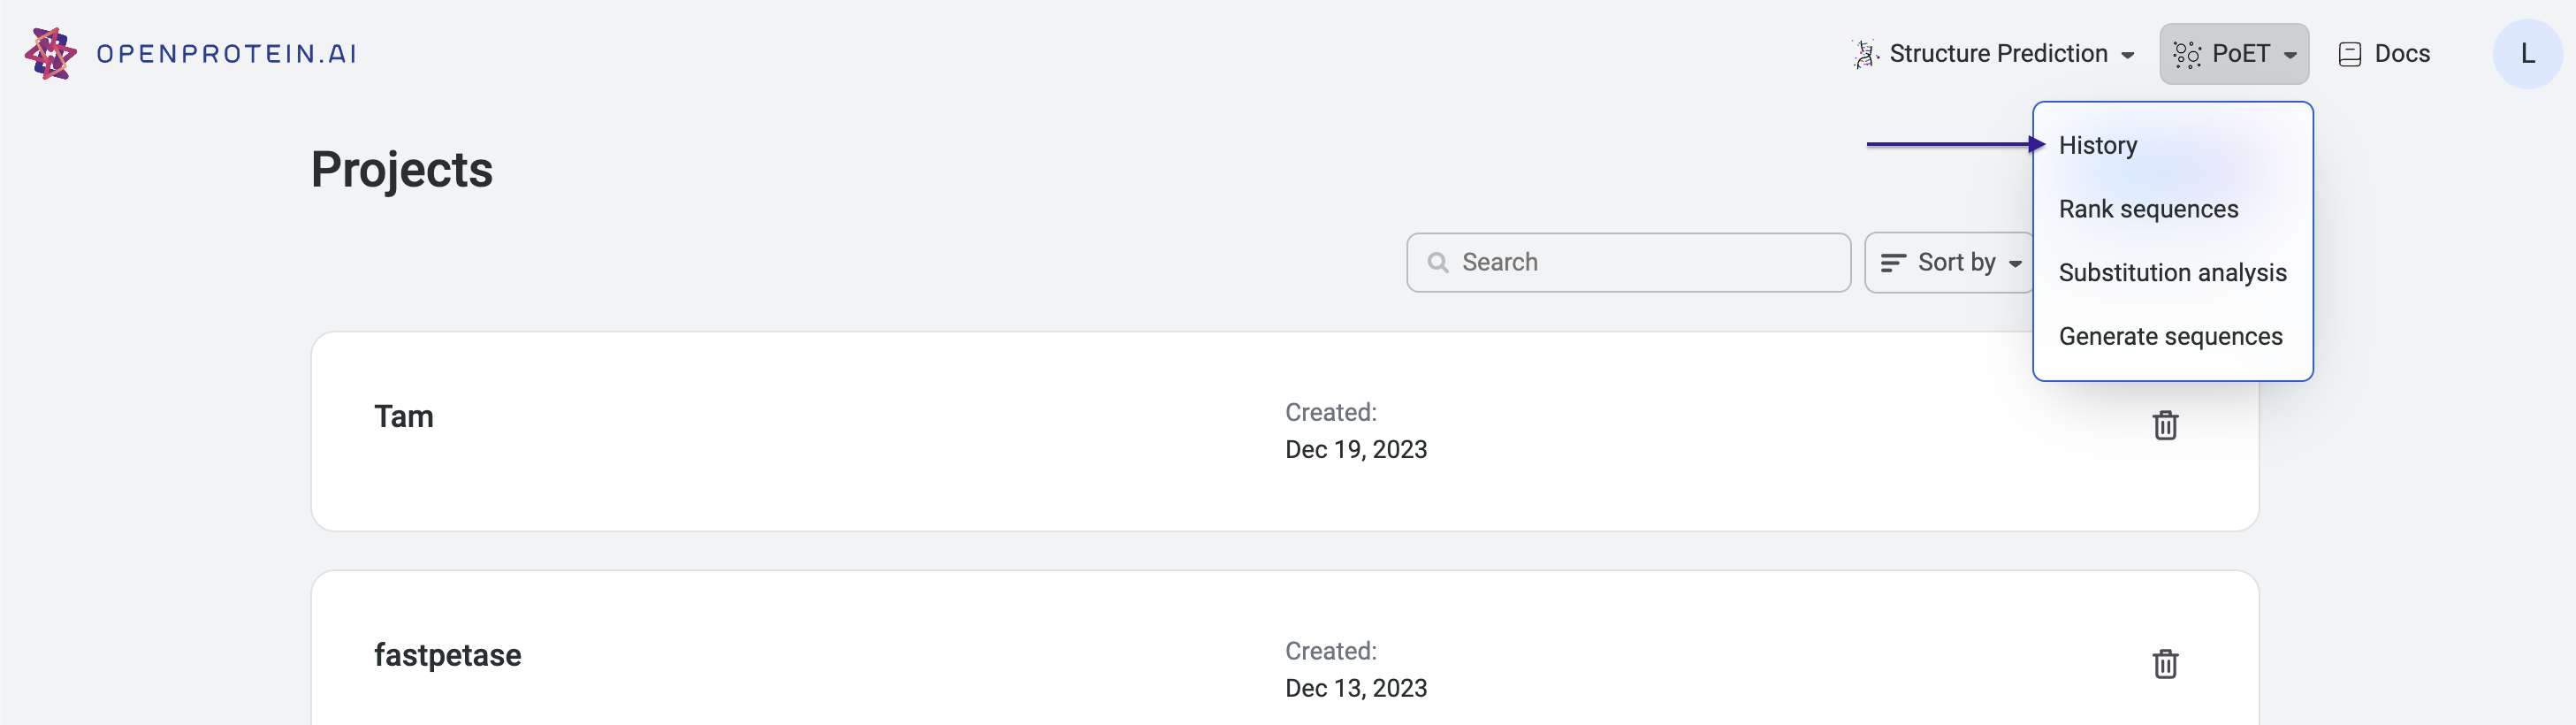 OPENPROTEIN.AI
Structure Prediction
PoET
Docs
L
History
Rank sequences
Substitution analysis
Generate sequences
Projects
Search
Sort by
Tam
Created:
Dec 19, 2023
fastpetase
Created:
Dec 13, 2023